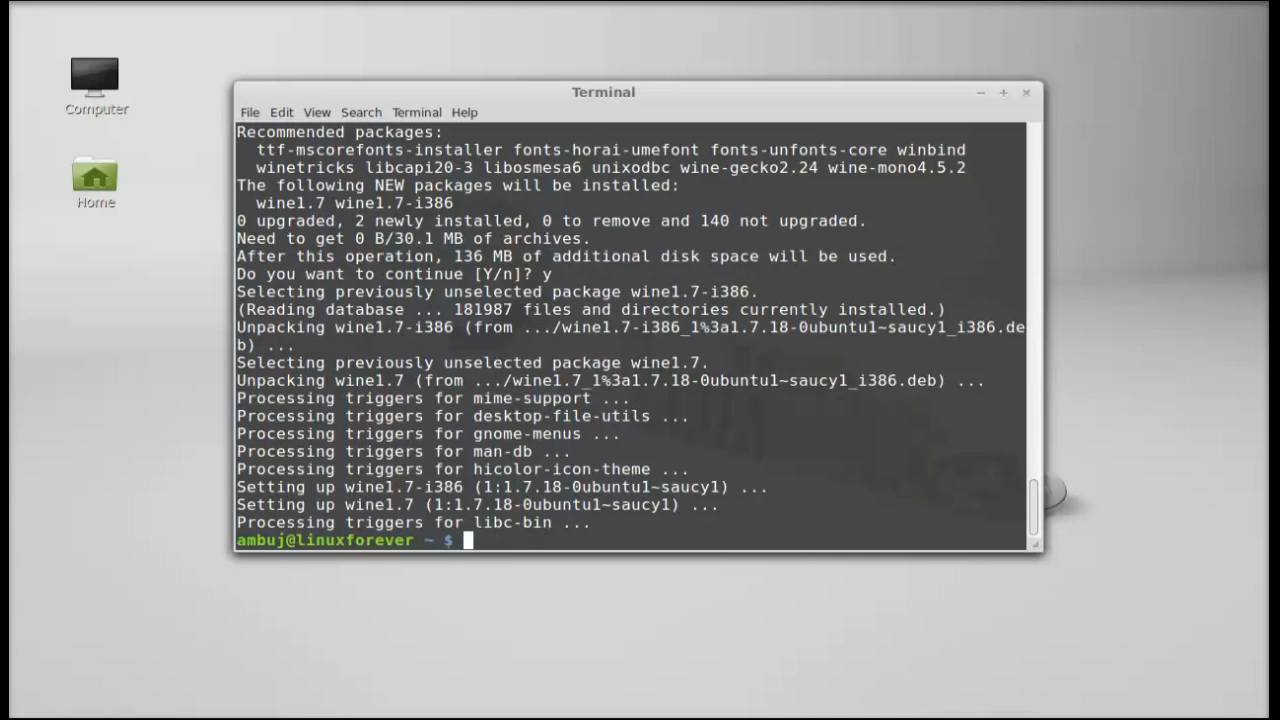 Computer
Home
Terminal
File Edit View Search Terminal Help
Recommended packages:
  ttf-mscorefonts-installer fonts-horai-umefont fonts-unfonts-core winbind
  winetricks libcapi20-3 libosmesa6 unixodbc wine-gecko2.24 wine-mono4.5.2
The following NEW packages will be installed:
  wine1.7 wine1.7-i386
0 upgraded, 2 newly installed, 0 to remove and 140 not upgraded.
Need to get 0 B/30.1 MB of archives.
After this operation, 136 MB of additional disk space will be used.
Do you want to continue [Y/n]? y
Selecting previously unselected package wine1.7-i386.
(Reading database ... 181987 files and directories currently installed.)
Unpacking wine1.7-i386 (from .../wine1.7-i386_1%3a1.7.18-0ubuntu1~saucy1_i386.de
b) ...
Selecting previously unselected package wine1.7.
Unpacking wine1.7 (from .../wine1.7_1%3a1.7.18-0ubuntu1~saucy1_i386.deb) ...
Processing triggers for mime-support ...
Processing triggers for desktop-file-utils ...
Processing triggers for gnome-menus ...
Processing triggers for man-db ...
Processing triggers for hicolor-icon-theme ...
Setting up wine1.7-i386 (1:1.7.18-0ubuntu1~saucy1) ...
Setting up wine1.7 (1:1.7.18-0ubuntu1~saucy1) ...
Processing triggers for libc-bin ...
ambuj@linuxforever ~ $